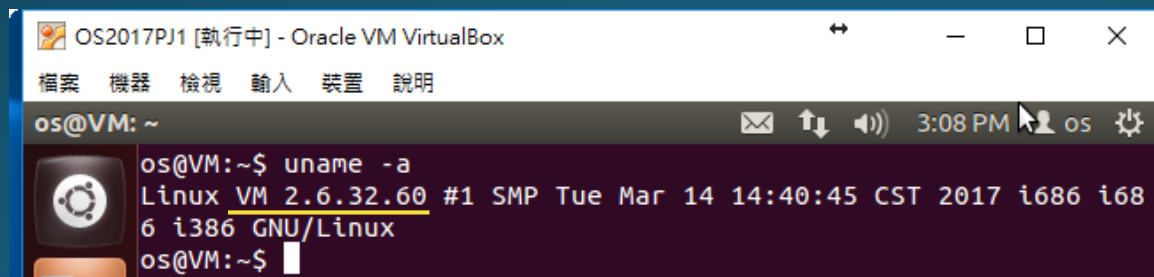 OS2017PJ1 [執行中] - Oracle VM VirtualBox
檔案 機器 檢視 輸入 裝置 說明
os@VM: ~ 3:08 PM os
os@VM:~$ uname -a
Linux VM 2.6.32.60 #1 SMP Tue Mar 14 14:40:45 CST 2017 i686 i68
6 i386 GNU/Linux
os@VM:~$